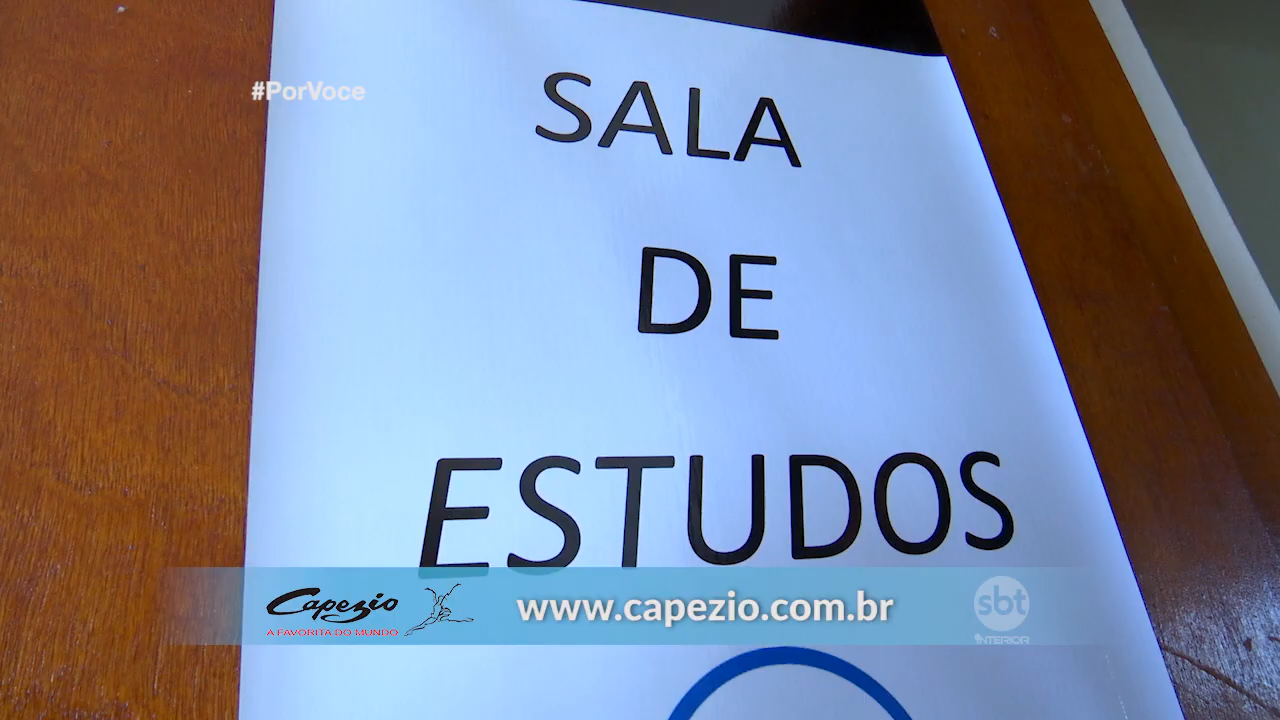 #PorVoce
SALA
DE
ESTUDOS
Capezio
A FAVORITA DO MUNDO
www.capezio.com.br
sbt
INTERIOR